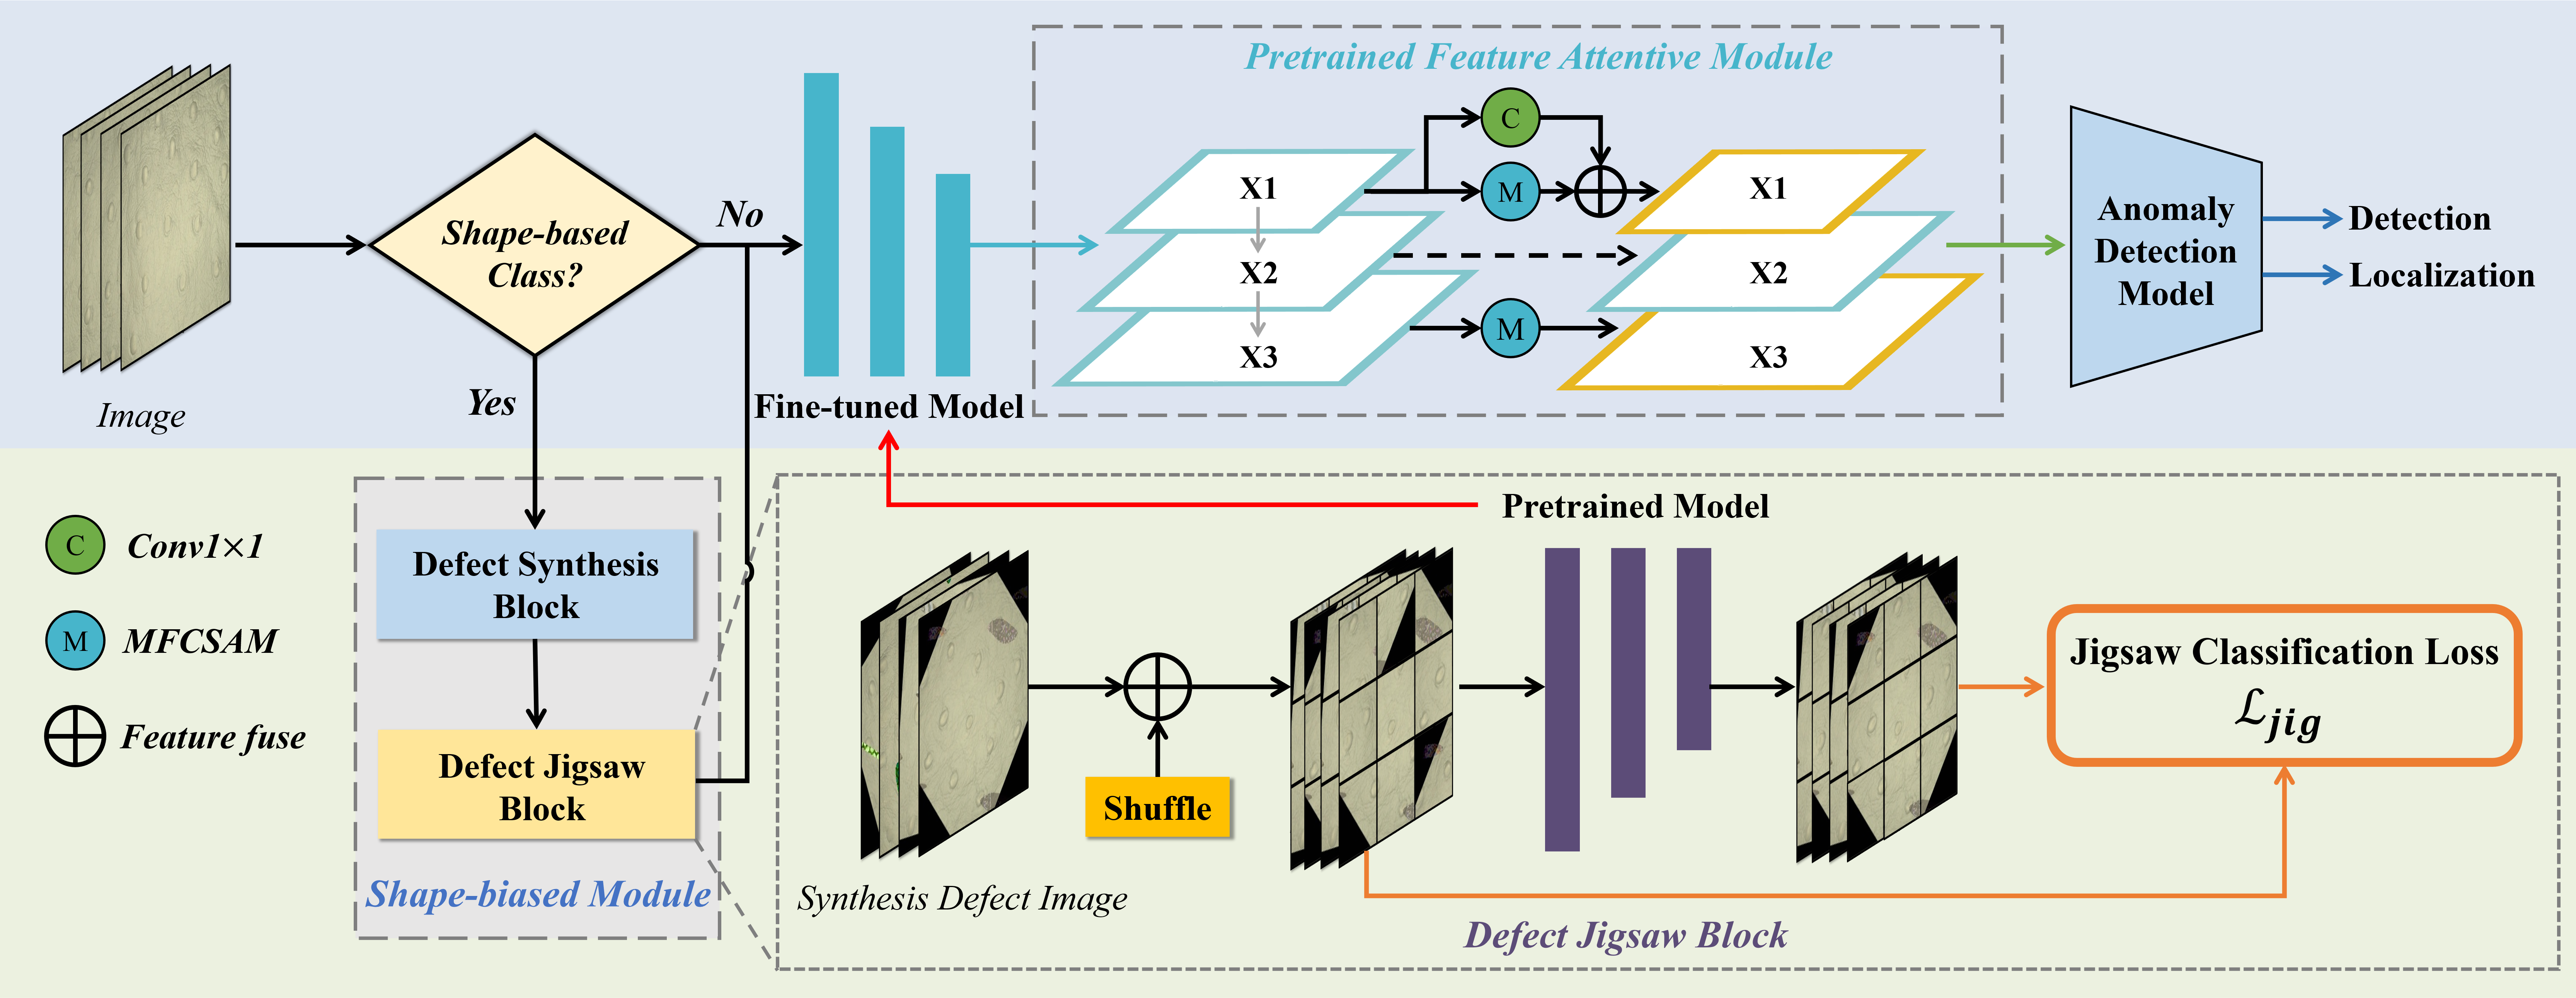 Pretrained Feature Attentive Module
Image
Shape-based
Class?
No
Yes
Fine-tuned Model
X1
X2
X3
C
M
M
X1
X2
X3
Anomaly
Detection
Model
Detection
Localization
C
Conv1×1
M
MFCSAM
Feature fuse
Defect Synthesis
Block
Defect Jigsaw
Block
Shape-biased Module
Pretrained Model
Synthesis Defect Image
Shuffle
Jigsaw Classification Loss
ℒjig
Defect Jigsaw Block